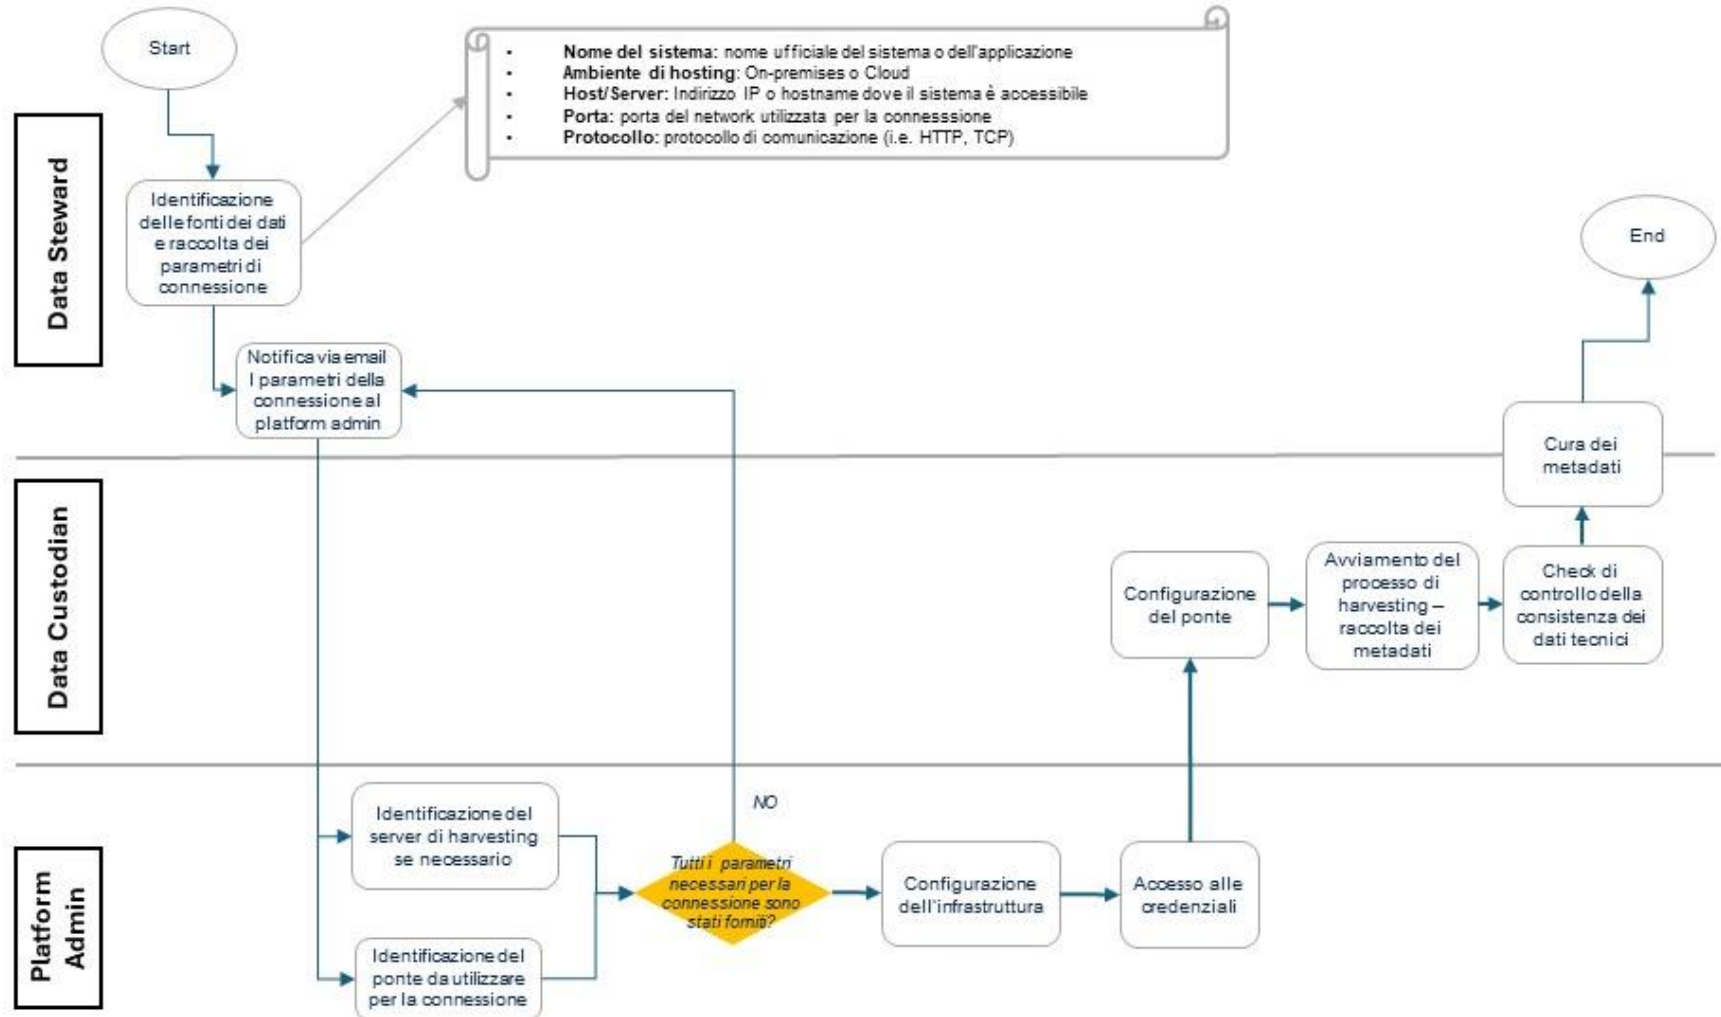 Start
▪ Nome del sistema: nome ufficiale del sistema o dell'applicazione
▪ Ambiente di hosting: On-premises o Cloud
▪ Host/Server: Indirizzo IP o hostname dove il sistema è accessibile
▪ Porta: porta del network utilizzata per la connesssione
▪ Protocollo: protocollo di comunicazione (i.e. HTTP, TCP)
Data Steward
Identificazione
delle fonti dei dati
e raccolta dei
parametri di
connessione
End
Notifica via email
I parametri della
connessione al
platform admin
Cura dei
metadati
Data Custodian
Configurazione
del ponte
Avviamento del
processo di
harvesting –
raccolta dei
metadati
Check di
controllo della
consistenza dei
dati tecnici
Platform
Admin
Identificazione del
server di harvesting
se necessario
Identificazione del
ponte da utilizzare
per la connessione
NO
Tutti i parametri
necessari per la
connessione sono
stati forniti?
Configurazione
dell'infrastruttura
Accesso alle
credenziali